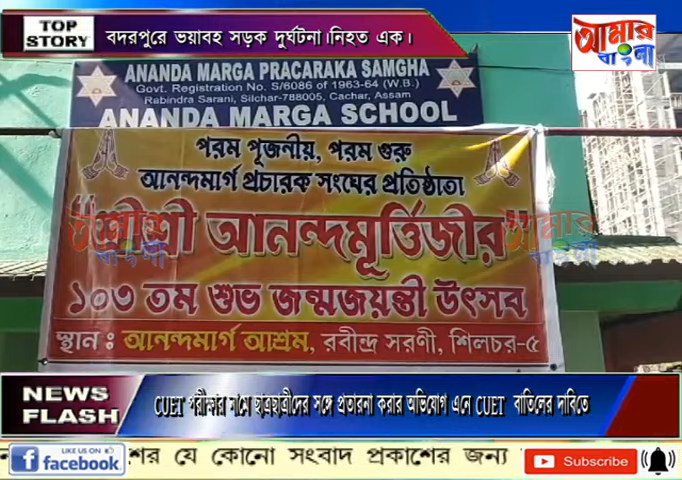 TOP
STORY
বদরপুরে ভয়াবহ সড়ক দুর্ঘটনা।নিহত এক।
আমার
বাংলা
ANANDA MARGA PRACARAKA SAMGHA
Govt. Registration No. S/6086 of 1963-64 (W.B.)
Rabindra Sarani, Silchar-788005, Cachar, Assam
ANANDA MARGA SCHOOL
পরম পূজনীয়, পরম গুরু
আনন্দমার্গ প্রচারক সংঘের প্রতিষ্ঠাতা
"শ্রীশ্রী আনন্দমূর্ত্তিজীর"
আমার
বাংলা
আমার
বাংলা
১০৩ তম শুভ জন্মজয়ন্তী উৎসব
স্থান : আনন্দমার্গ আশ্রম, রবীন্দ্র সরণী, শিলচর-৫
NEWS
FLASH
CUET পরীক্ষার নামে ছাত্রছাত্রীদের সঙ্গে প্রতারনা করার অভিযোগ এনে CUET বাতিলের দাবিতে
LIKE US ON
facebook
শের যে কোনো সংবাদ প্রকাশের জন্য
Subscribe